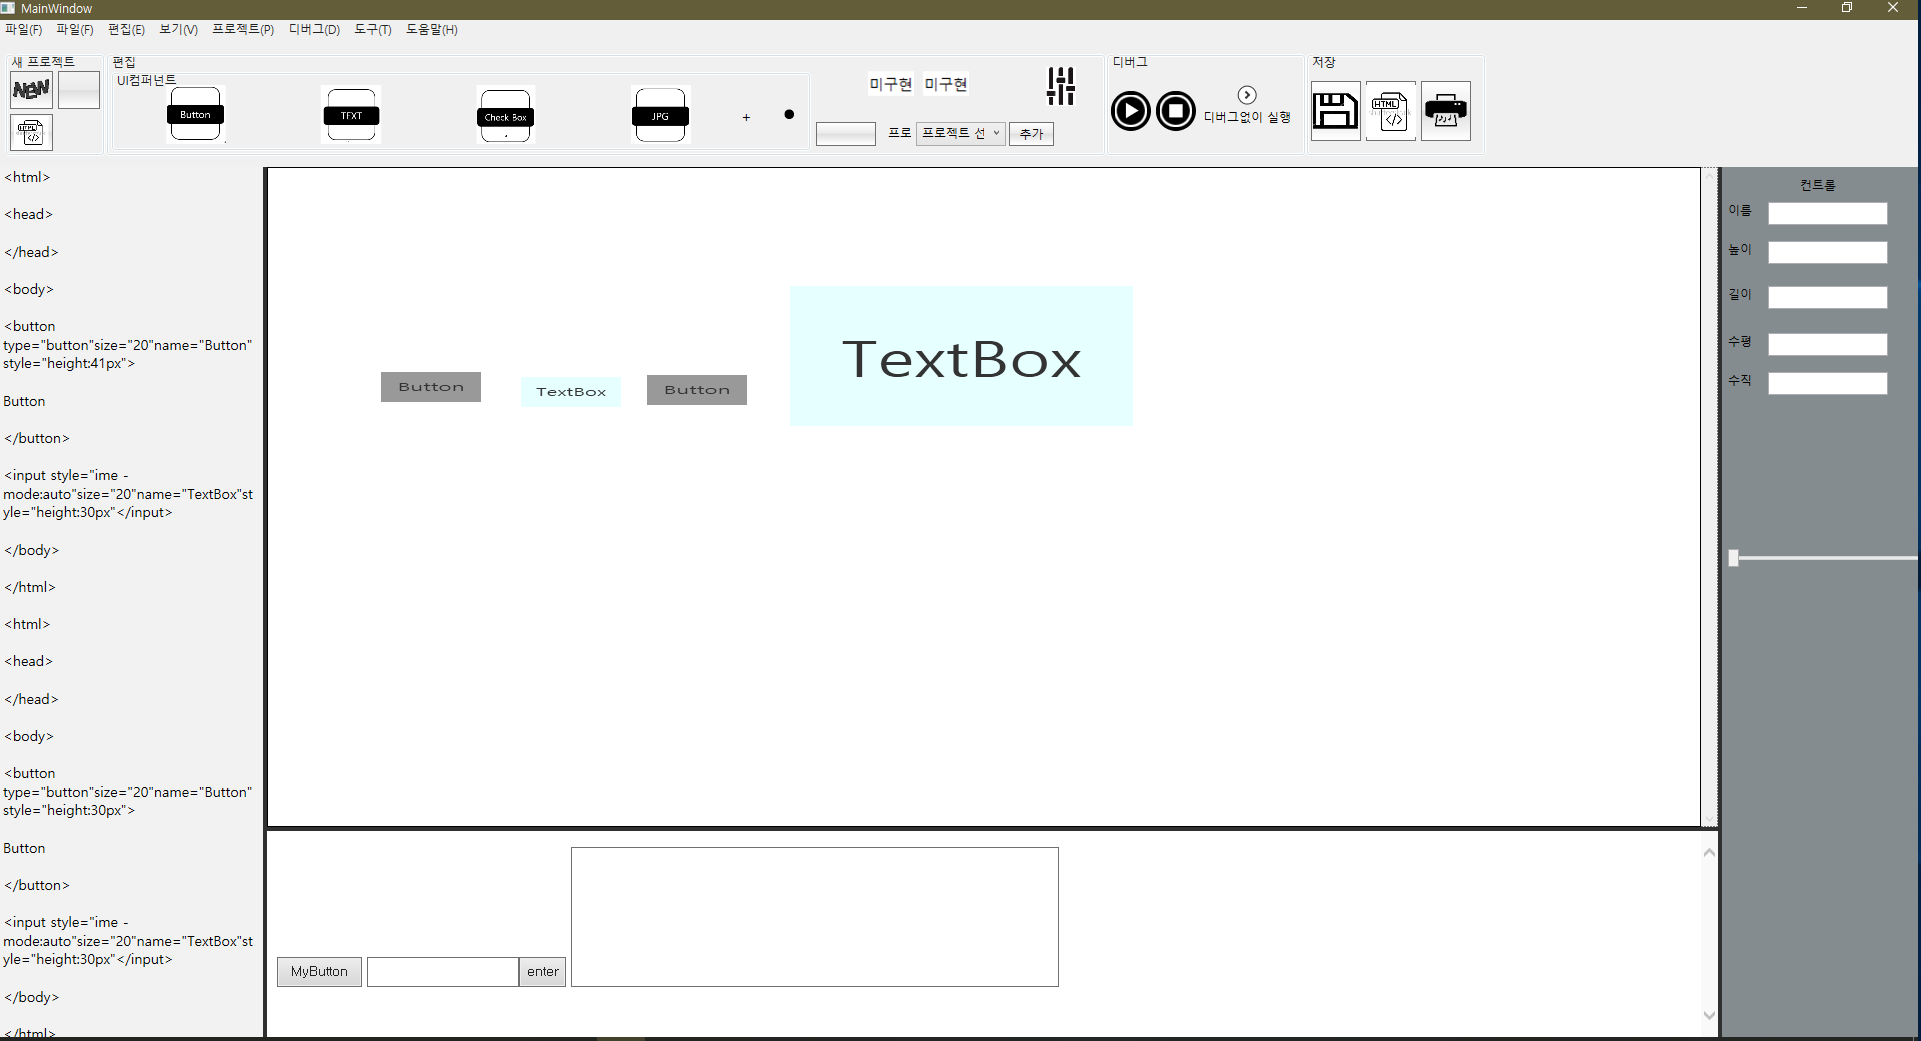 MainWindow
파일(F) 파일(F) 편집(E) 보기(V) 프로젝트(P) 디버그(D) 도구(T) 도움말(H)
새 프로젝트
NEW
HTML
편집
UI컴퍼넌트
Button
TEXT
Check Box
JPG
+
미구현 미구현
프로 프로젝트 선 추가
디버그
디버그없이 실행
저장
HTML
<html>
<head>
</head>
<body>
<button
type="button"size="20"name="Button"
style="height:41px">
Button
</button>
<input style="ime -
mode:auto"size="20"name="TextBox"st
yle="height:30px"</input>
</body>
</html>
<html>
<head>
</head>
<body>
<button
type="button"size="20"name="Button"
style="height:30px">
Button
</button>
<input style="ime -
mode:auto"size="20"name="TextBox"st
yle="height:30px"</input>
</body>
</html>
Button
TextBox
Button
TextBox
MyButton
enter
컨트롤
이름
높이
길이
수평
수직